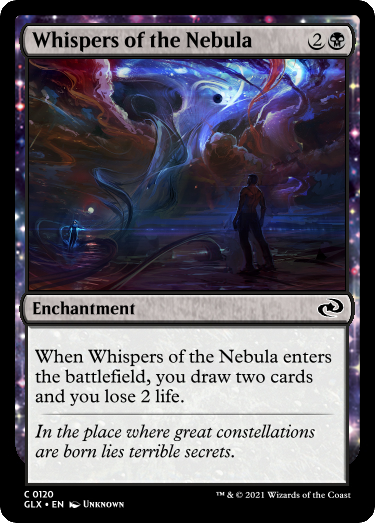 Whispers of the Nebula 2
Enchantment
When Whispers of the Nebula enters
the battlefield, you draw two cards
and you lose 2 life.
In the place where great constellations
are born lies terrible secrets.
C 0120
GLX • EN Unknown
™ & © 2021 Wizards of the Coast